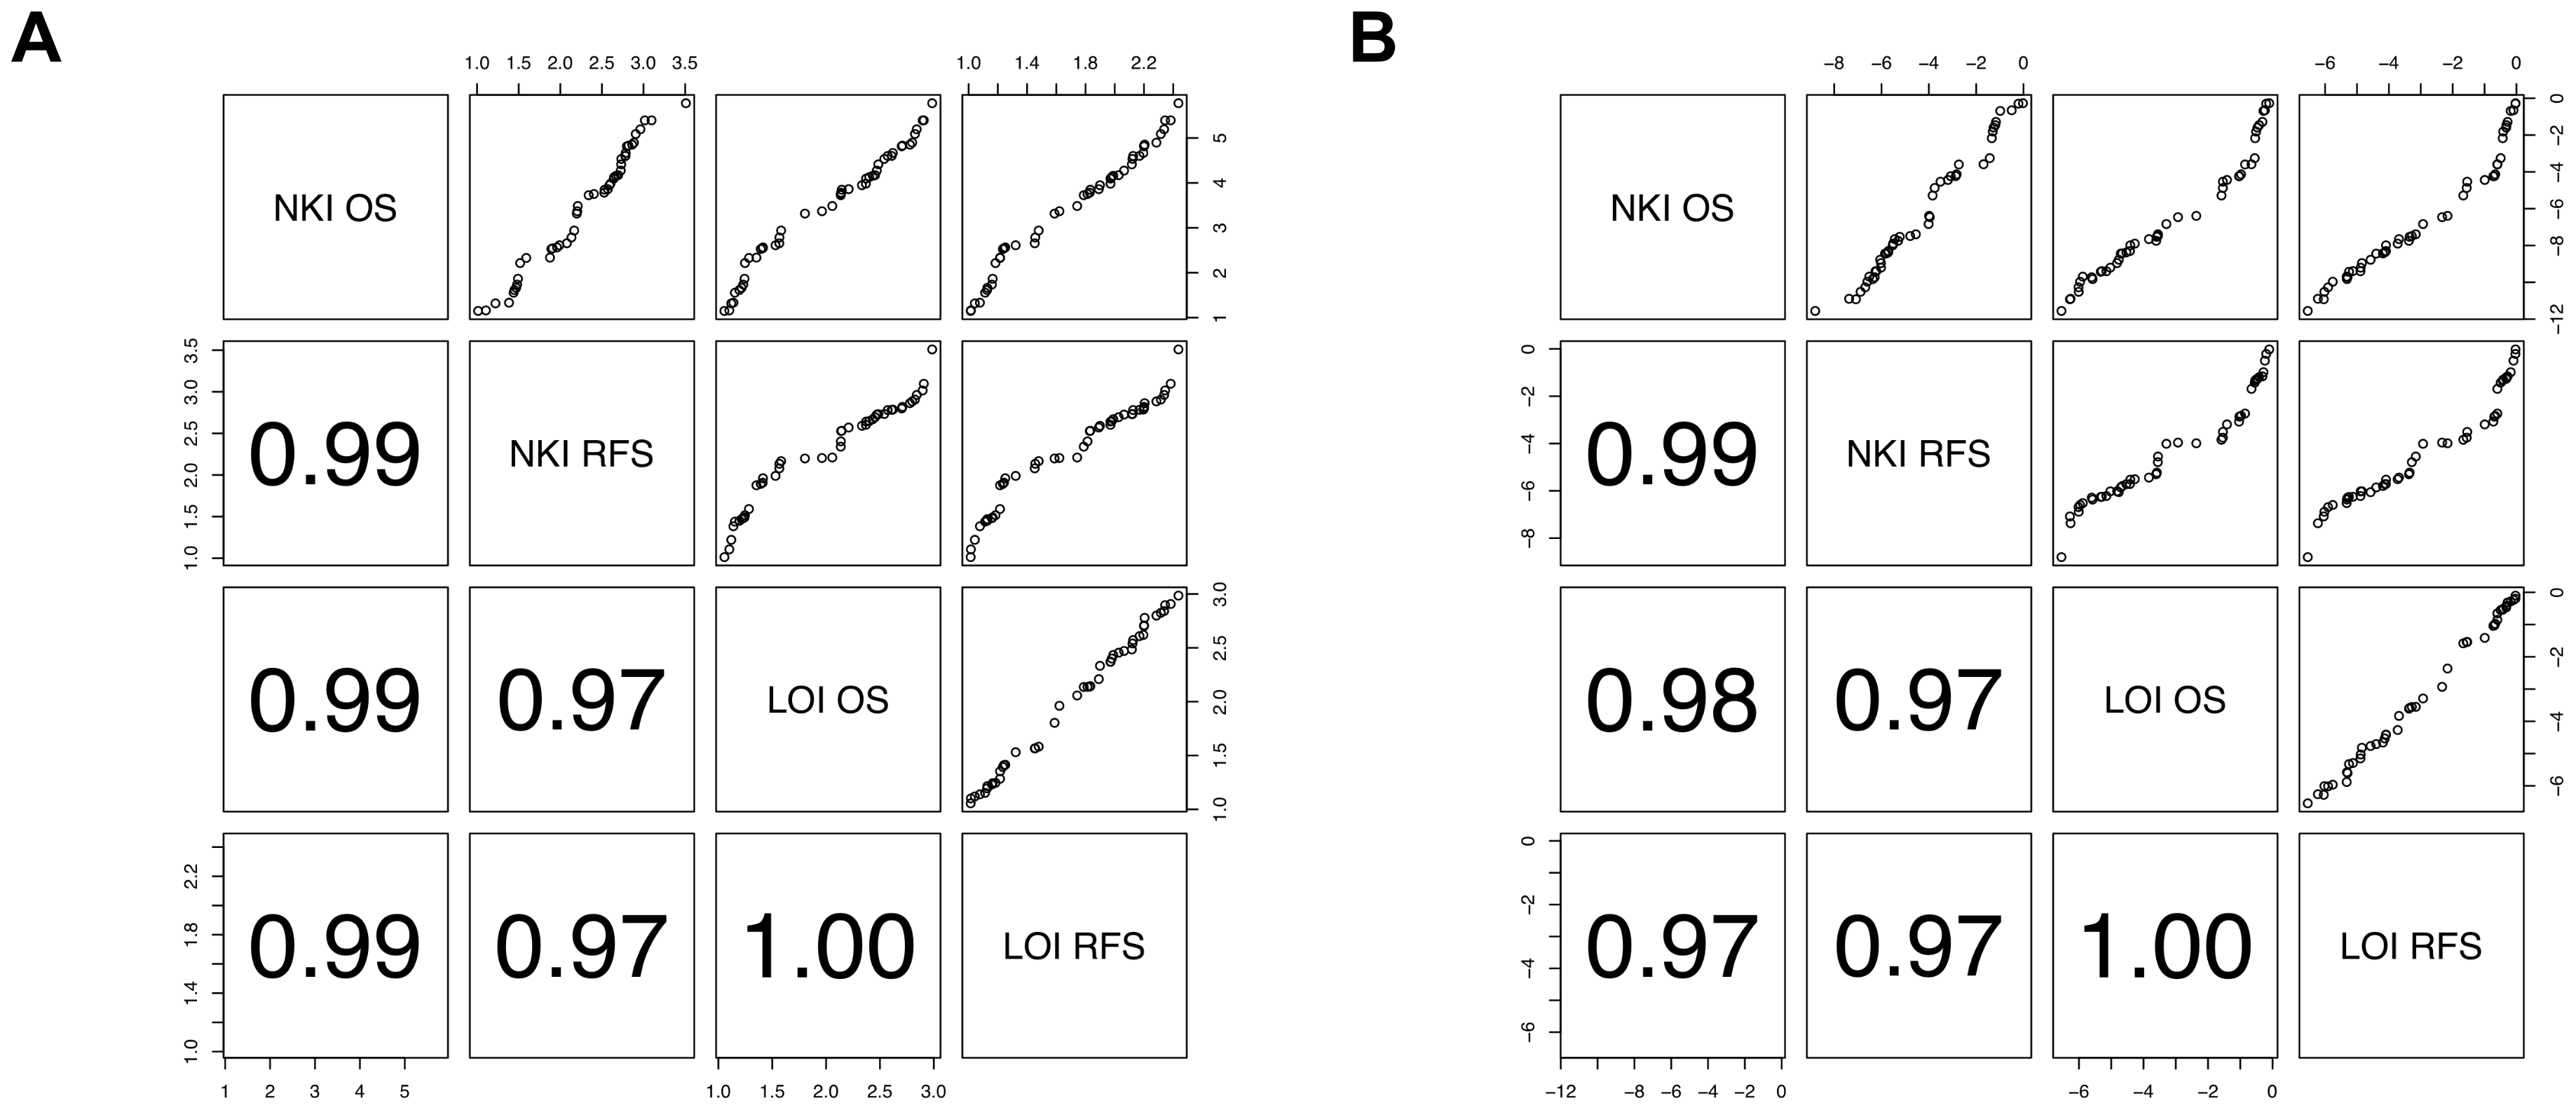 A
B
1.0 1.5 2.0 2.5 3.0 3.5
1.0 1.4 1.8 2.2
NKI OS
1 2 3 4 5
1.0 1.5 2.0 2.5 3.0 3.5
0.99
NKI RFS
0.99
0.97
LOI OS
1.0 1.5 2.0 2.5 3.0
1.0 1.4 1.8 2.2
0.99
0.97
1.00
LOI RFS
1 2 3 4 5
1.0 1.5 2.0 2.5 3.0
−8 −6 −4 −2 0
−6 −4 −2 0
NKI OS
−12 −8 −6 −4 −2 0
0 −2 −4 −6 −8
0.99
NKI RFS
0.98
0.97
LOI OS
−6 −4 −2 0
0 −2 −4 −6
0.97
0.97
1.00
LOI RFS
−12 −8 −6 −4 −2 0
−6 −4 −2 0